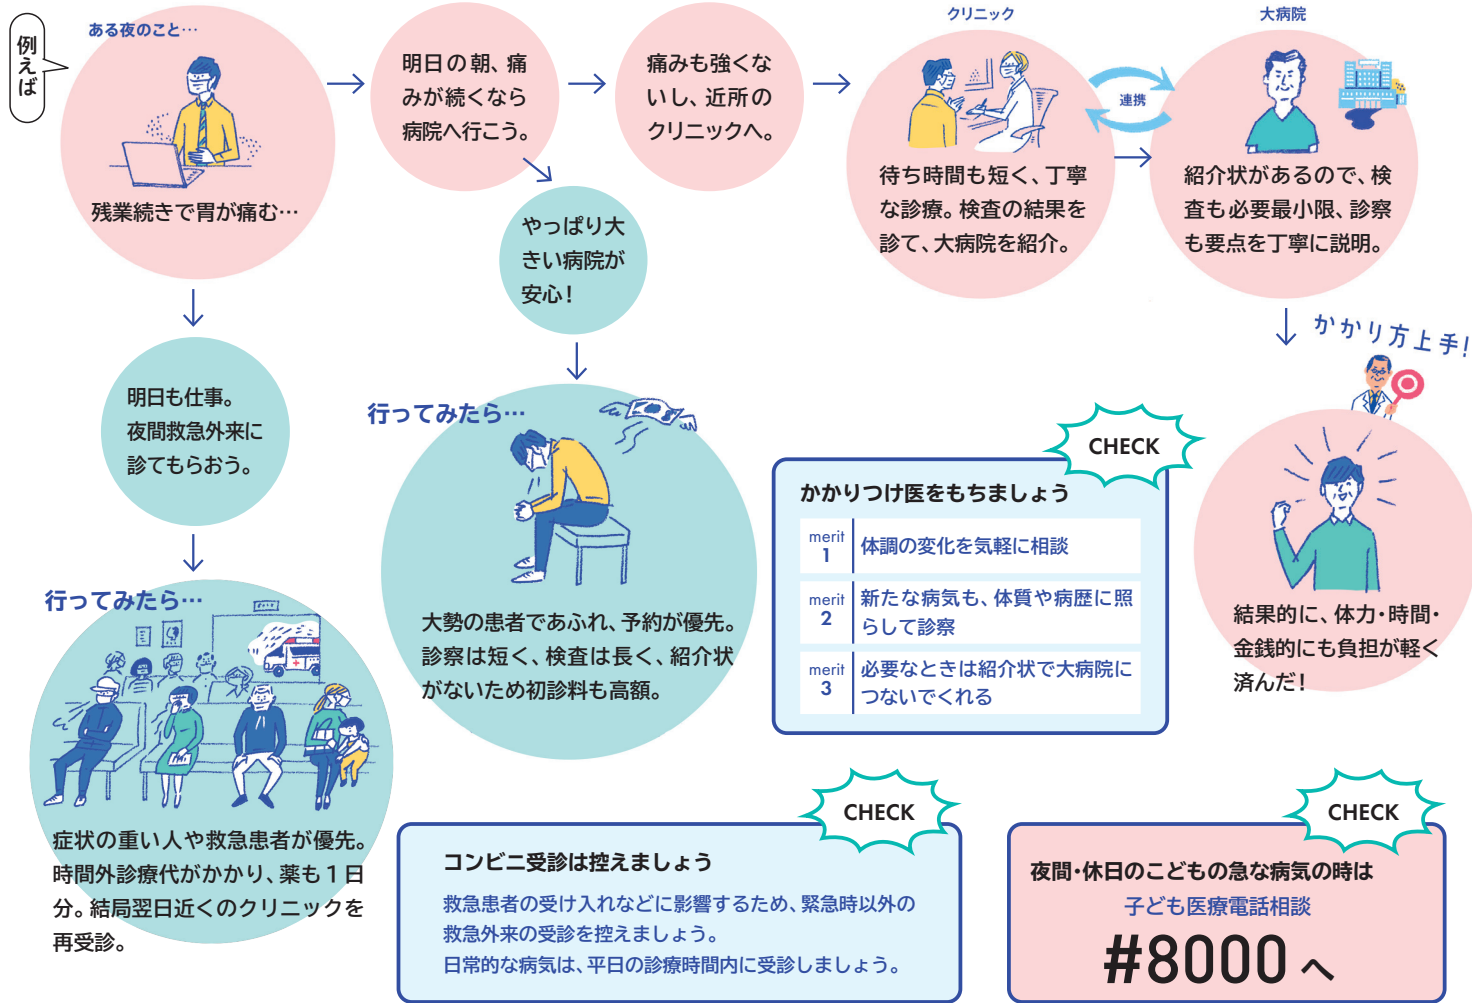 例えば
ある夜のこと…
残業続きで胃が痛む…
明日の朝、痛
みが続くなら
病院へ行こう。
痛みも強くな
いし、近所の
クリニックへ。
クリニック
待ち時間も短く、丁寧
な診療。検査の結果を
診て、大病院を紹介。
連携
大病院
紹介状があるので、検
査も必要最小限、診察
も要点を丁寧に説明。
かかり方上手!
結果的に、体力・時間・
金銭的にも負担が軽く
済んだ!
やっぱり大
きい病院が
安心!
行ってみたら…
大勢の患者であふれ、予約が優先。
診察は短く、検査は長く、紹介状
がないため初診料も高額。
明日も仕事。
夜間救急外来に
診てもらおう。
行ってみたら…
症状の重い人や救急患者が優先。
時間外診療代がかかり、薬も1日
分。結局翌日近くのクリニックを
再受診。
CHECK
かかりつけ医をもちましょう
merit 1 体調の変化を気軽に相談
merit 2 新たな病気も、体質や病歴に照
らして診察
merit 3 必要なときは紹介状で大病院に
つないでくれる
CHECK
コンビニ受診は控えましょう
救急患者の受け入れなどに影響するため、緊急時以外の
救急外来の受診を控えましょう。
日常的な病気は、平日の診療時間内に受診しましょう。
CHECK
夜間・休日のこどもの急な病気の時は
子ども医療電話相談
#8000 へ